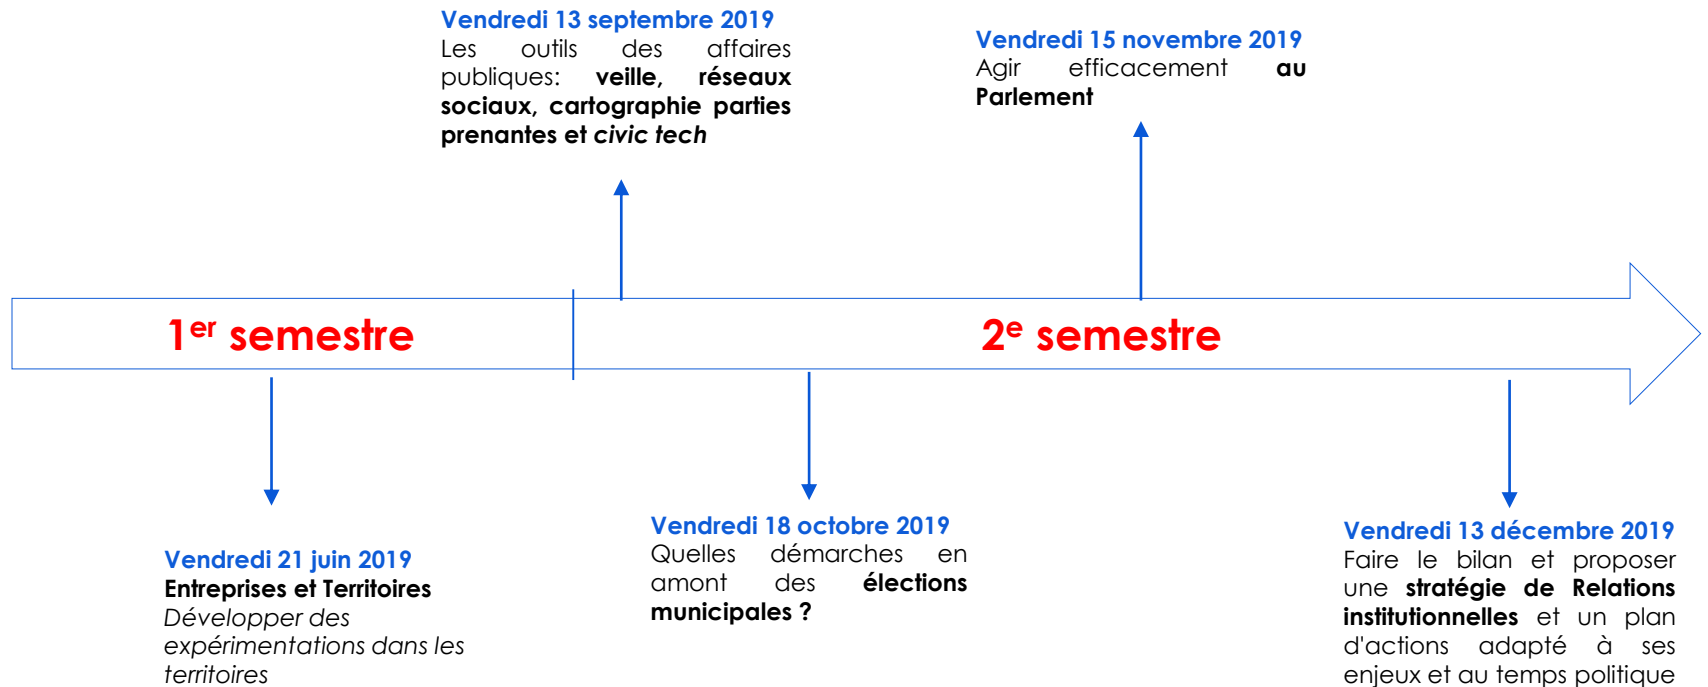 Vendredi 13 septembre 2019
Les outils des affaires
publiques: veille, réseaux
sociaux, cartographie parties
prenantes et civic tech
Vendredi 15 novembre 2019
Agir efficacement au
Parlement
1er semestre
2e semestre
Vendredi 21 juin 2019
Entreprises et Territoires
Développer des
expérimentations dans les
territoires
Vendredi 18 octobre 2019
Quelles démarches en
amont des élections
municipales ?
Vendredi 13 décembre 2019
Faire le bilan et proposer
une stratégie de Relations
institutionnelles et un plan
d'actions adapté à ses
enjeux et au temps politique